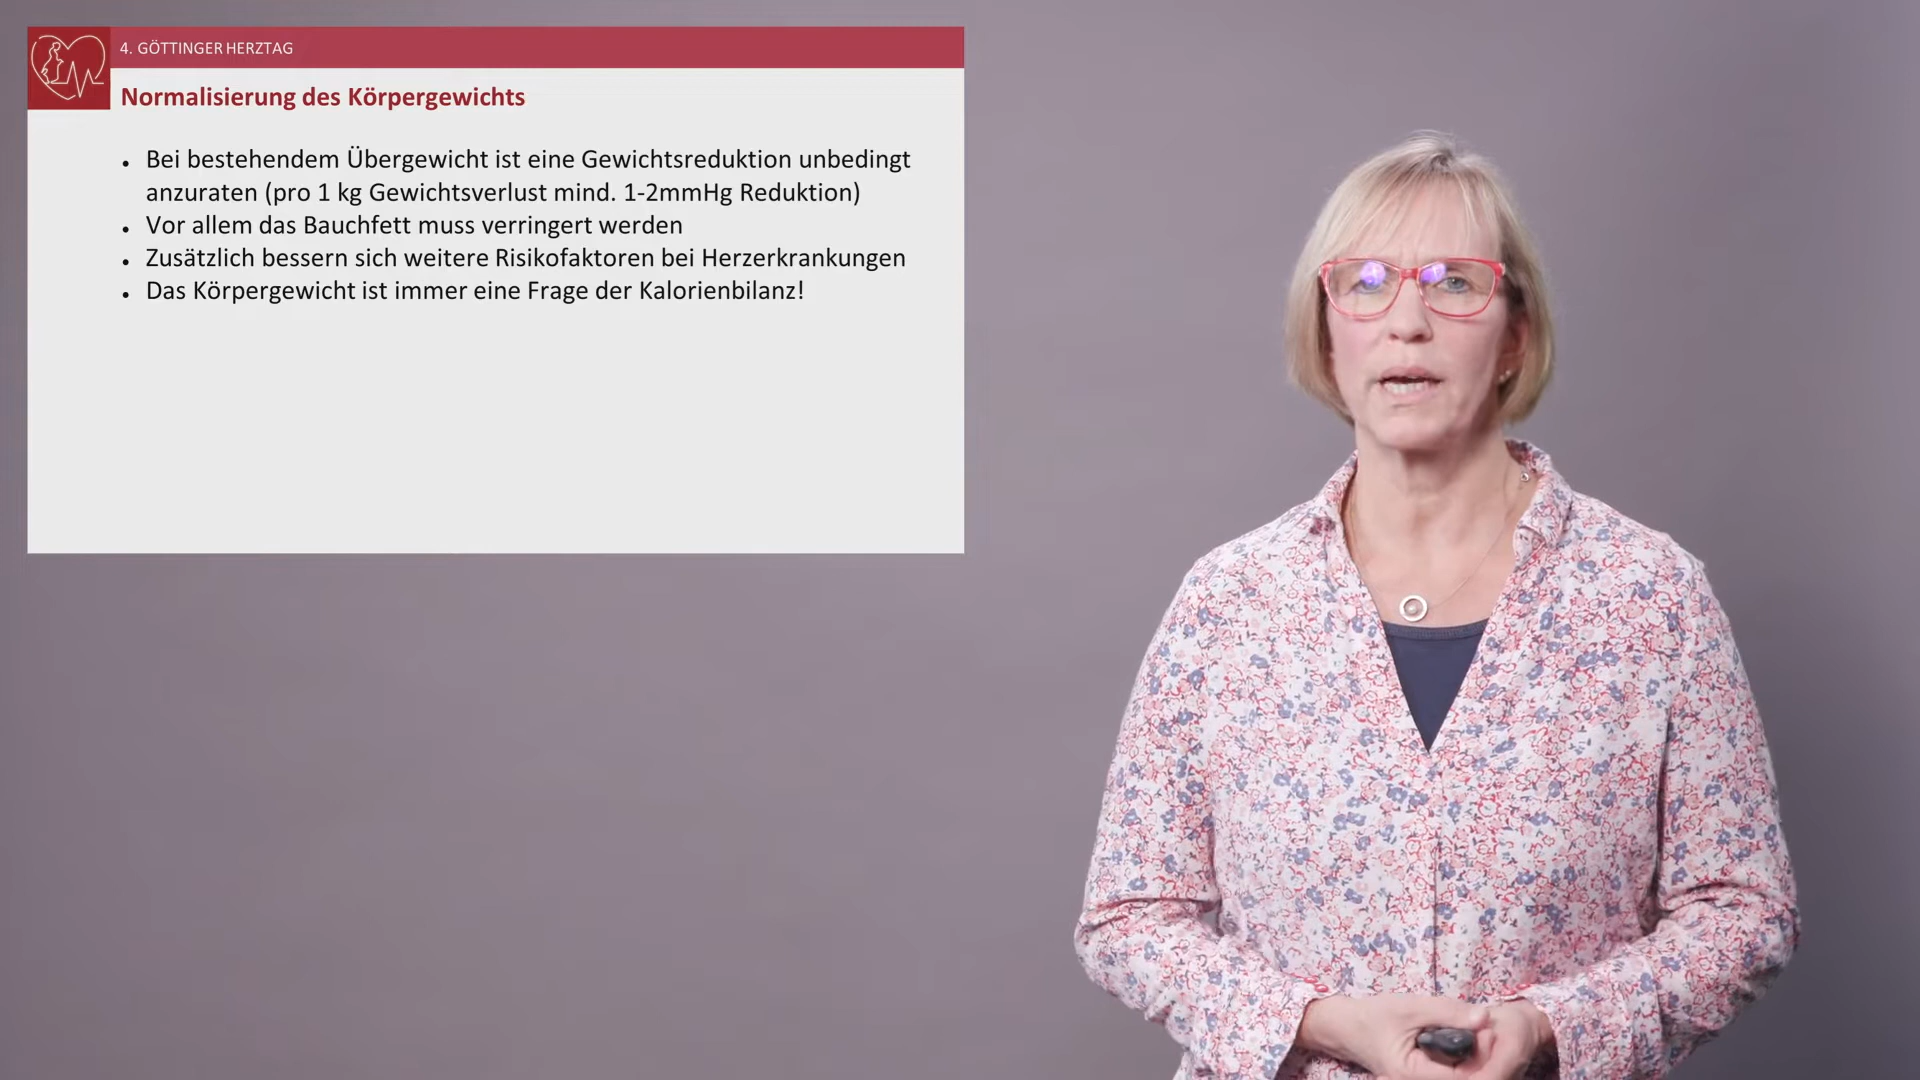 4. GÖTTINGER HERZTAG
Normalisierung des Körpergewichts
• Bei bestehendem Übergewicht ist eine Gewichtsreduktion unbedingt
anzuraten (pro 1 kg Gewichtsverlust mind. 1-2mmHg Reduktion)
• Vor allem das Bauchfett muss verringert werden
• Zusätzlich bessern sich weitere Risikofaktoren bei Herzerkrankungen
• Das Körpergewicht ist immer eine Frage der Kalorienbilanz!